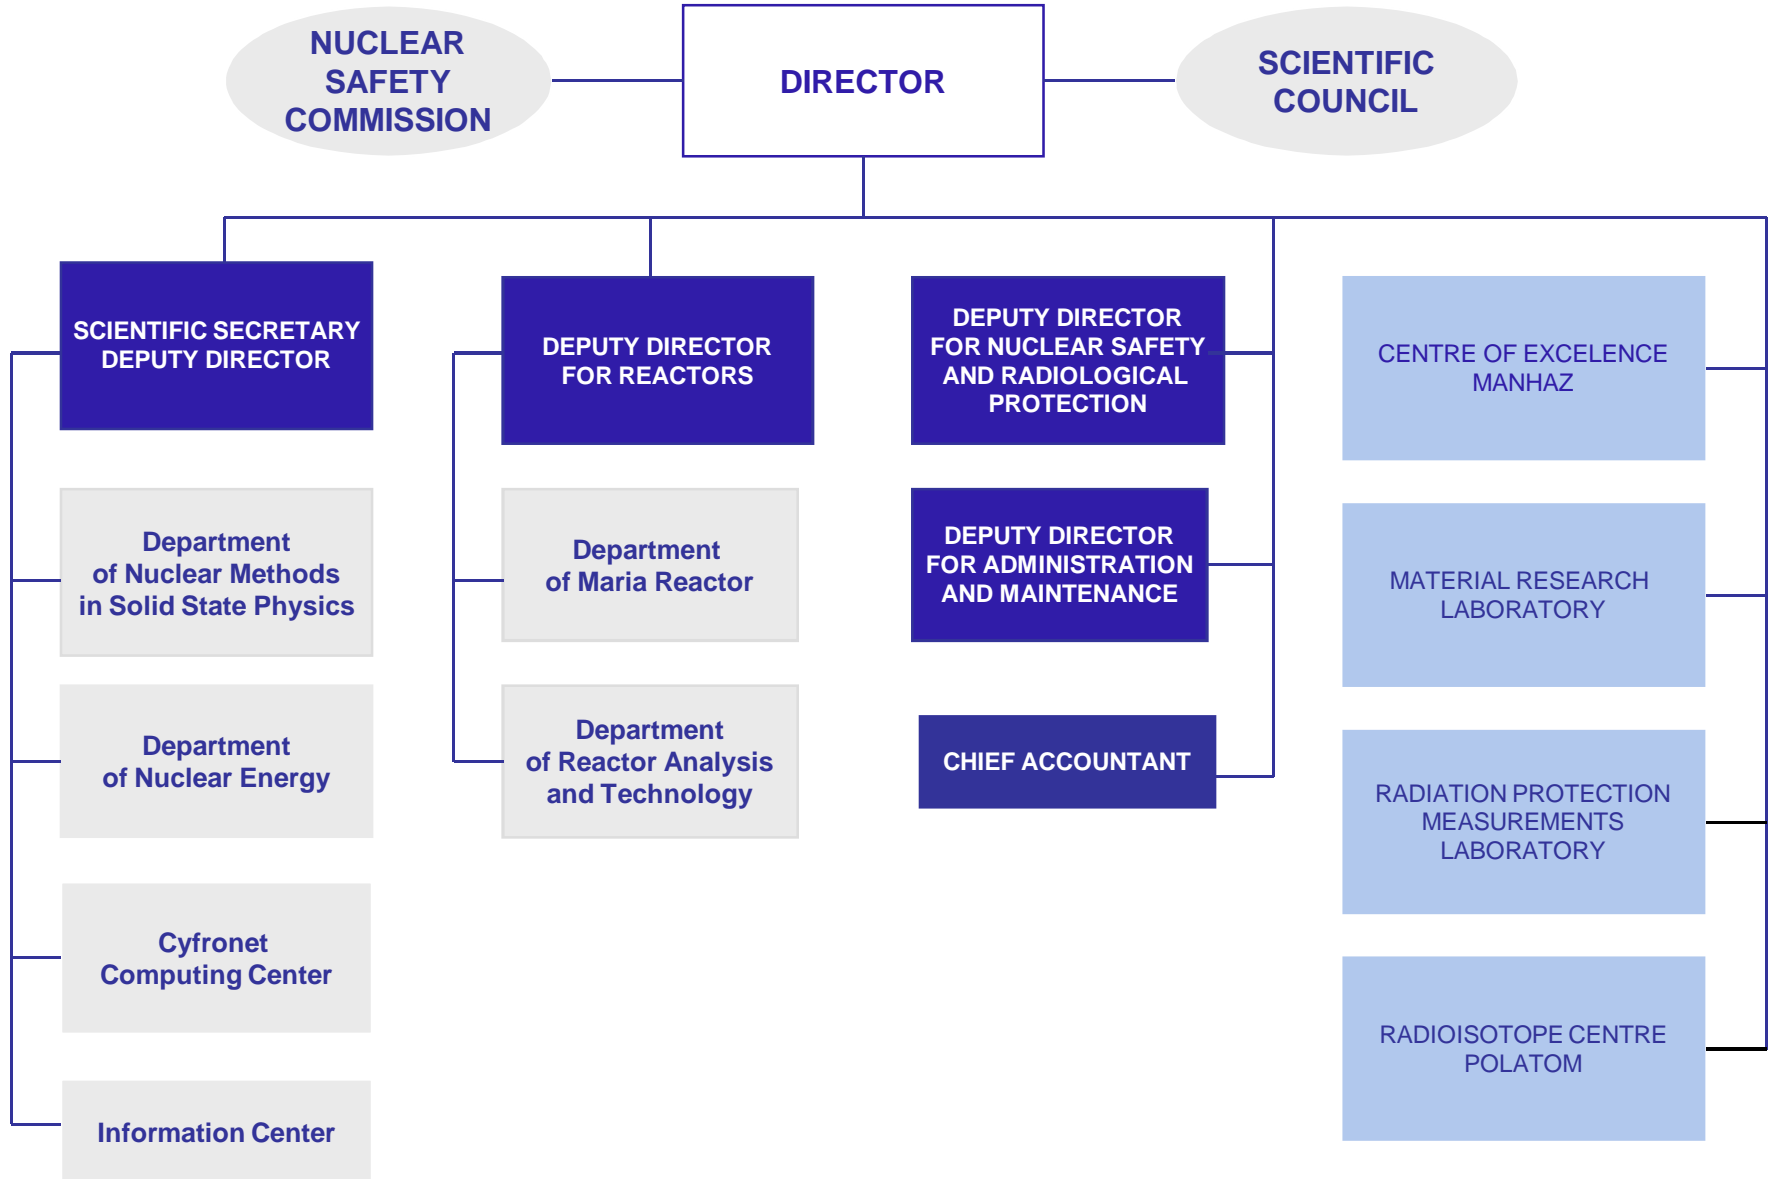 NUCLEAR
SAFETY
COMMISSION
DIRECTOR
SCIENTIFIC
COUNCIL
SCIENTIFIC SECRETARY
DEPUTY DIRECTOR
Department
of Nuclear Methods
in Solid State Physics
Department
of Nuclear Energy
Cyfronet
Computing Center
Information Center
DEPUTY DIRECTOR
FOR REACTORS
Department
of Maria Reactor
Department
of Reactor Analysis
and Technology
DEPUTY DIRECTOR
FOR NUCLEAR SAFETY
AND RADIOLOGICAL
PROTECTION
DEPUTY DIRECTOR
FOR ADMINISTRATION
AND MAINTENANCE
CHIEF ACCOUNTANT
CENTRE OF EXCELENCE
MANHAZ
MATERIAL RESEARCH
LABORATORY
RADIATION PROTECTION
MEASUREMENTS
LABORATORY
RADIOISOTOPE CENTRE
POLATOM